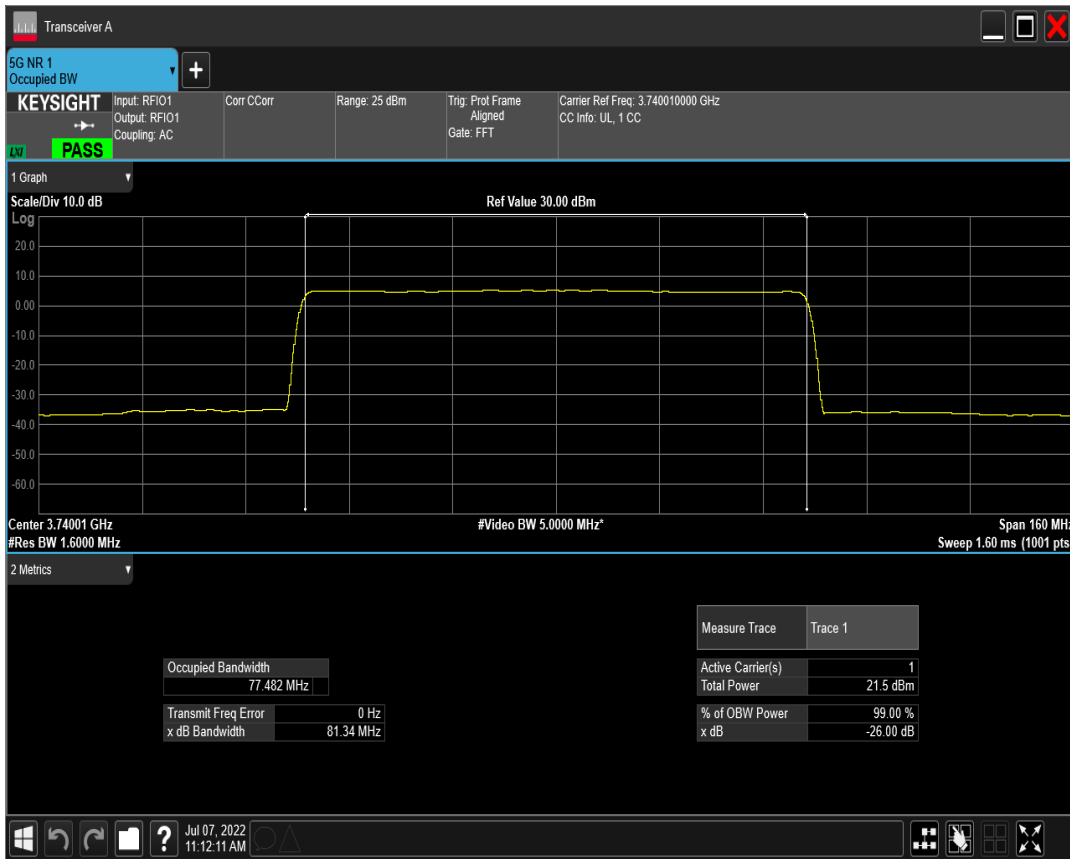 Transceiver A
5G NR 1
Occupied BW
KEYSIGHT
LXI
PASS
Input: RFIO1
Output: RFIO1
Coupling: AC
Corr CCorr
Range: 25 dBm
Trig: Prot Frame
Aligned
Gate: FFT
Carrier Ref Freq: 3.740010000 GHz
CC Info: UL, 1 CC
1 Graph
Scale/Div 10.0 dB
Ref Value 30.00 dBm
Log
20.0
10.0
0.00
-10.0
-20.0
-30.0
-40.0
-50.0
-60.0
Center 3.74001 GHz
#Video BW 5.0000 MHz*
Span 160 MHz
#Res BW 1.6000 MHz
Sweep 1.60 ms (1001 pts
2 Metrics
Measure Trace Trace 1
Occupied Bandwidth
77.482 MHz
Active Carrier(s) 1
Total Power 21.5 dBm
Transmit Freq Error 0 Hz
x dB Bandwidth 81.34 MHz
% of OBW Power 99.00 %
x dB -26.00 dB
Jul 07, 2022
11:12:11 AM